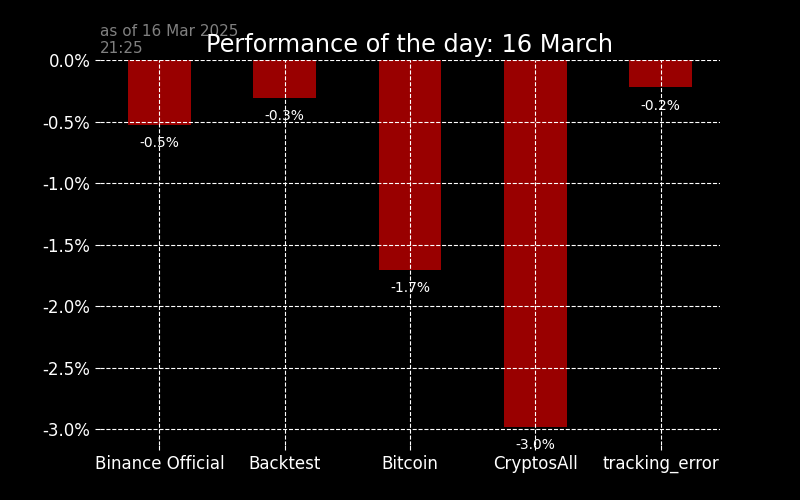 as of 16 Mar 2025
21:25
Performance of the day: 16 March
0.0%
-0.5%
-1.0%
-1.5%
-2.0%
-2.5%
-3.0%
-0.5%
-0.3%
-1.7%
-3.0%
-0.2%
Binance Official
Backtest
Bitcoin
CryptosAll
tracking_error